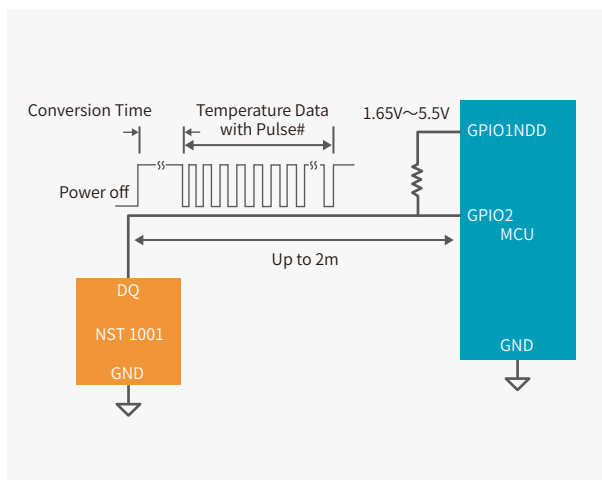 Conversion Time
Temperature Data
with Pulse#
1.65V～5.5V
GPIO1NDD
Power off
GPIO2
MCU
Up to 2m
DQ
NST 1001
GND
GND